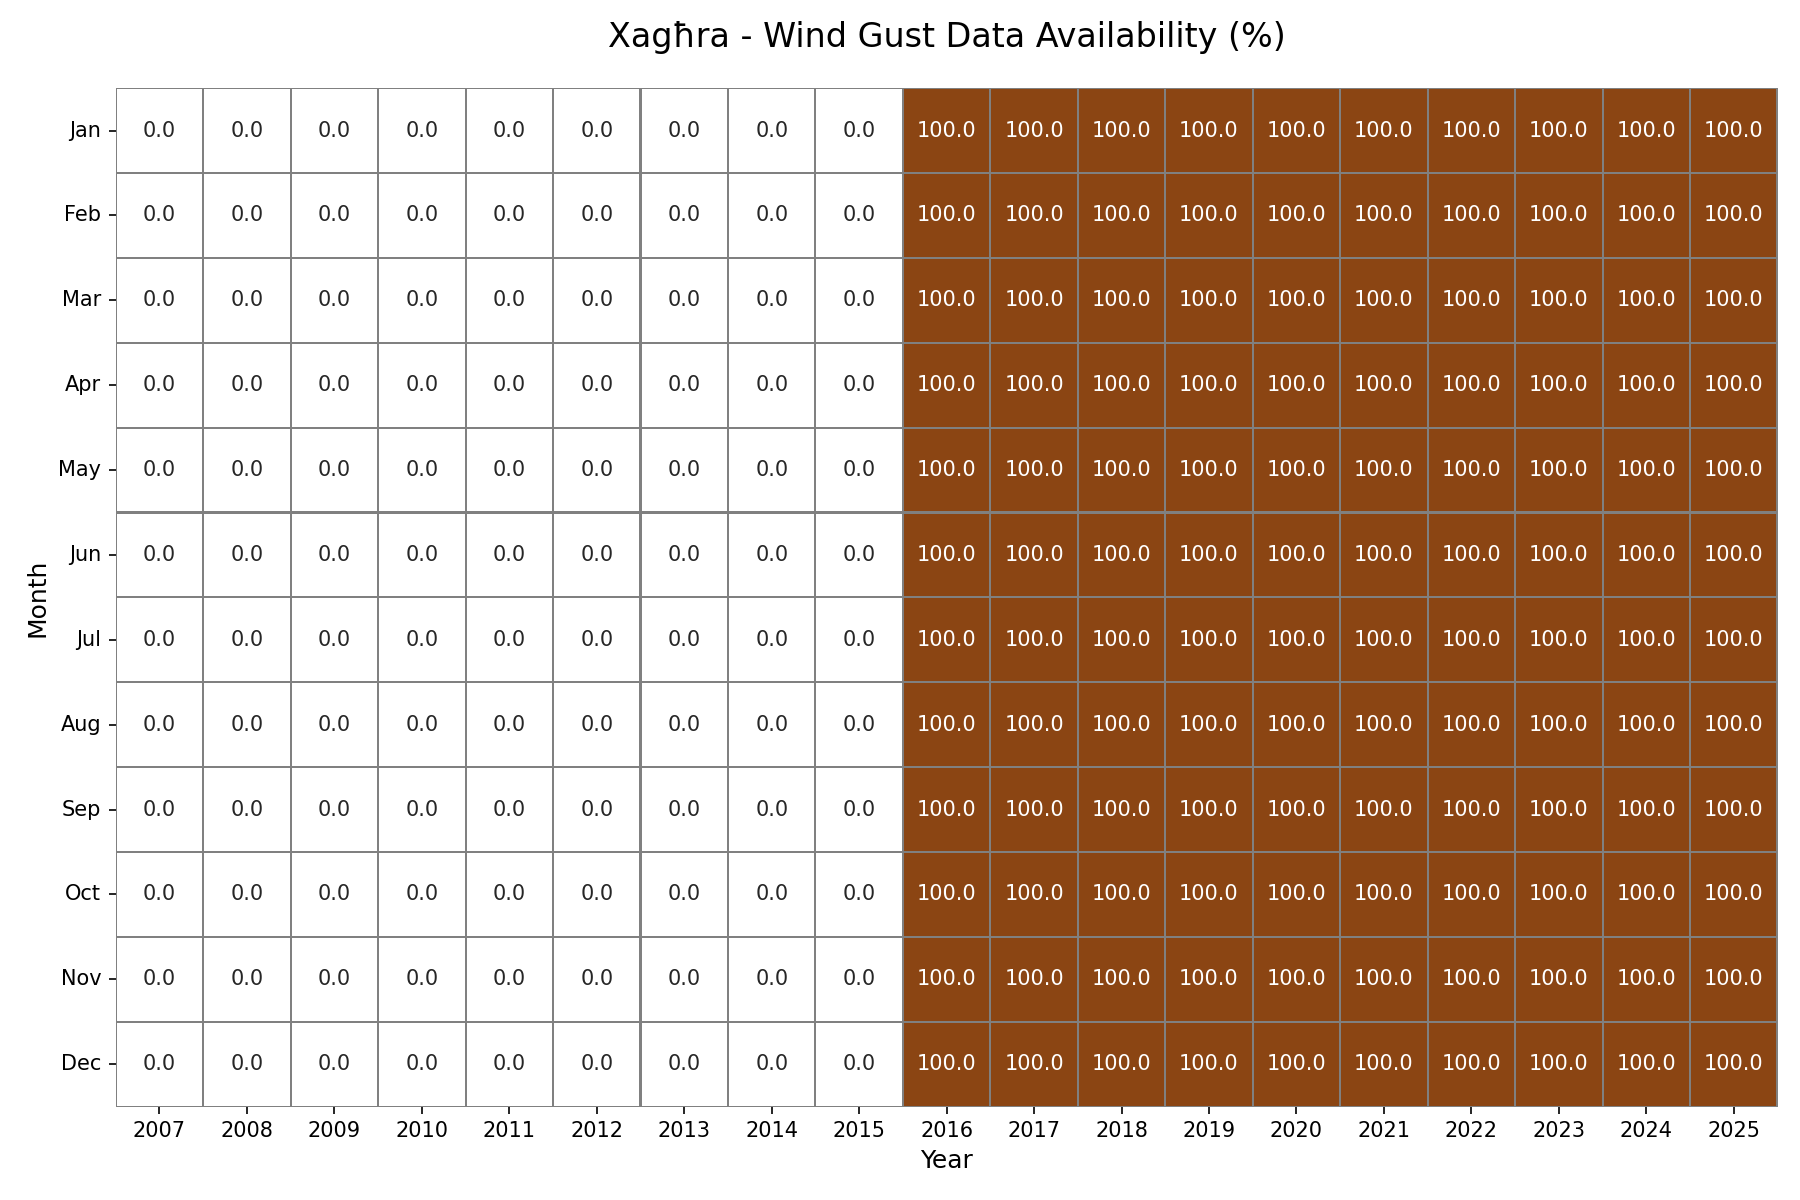 Xagħra - Wind Gust Data Availability (%)
Jan 0.0 0.0 0.0 0.0 0.0 0.0 0.0 0.0 0.0 100.0 100.0 100.0 100.0 100.0 100.0 100.0 100.0 100.0 100.0
Feb 0.0 0.0 0.0 0.0 0.0 0.0 0.0 0.0 0.0 100.0 100.0 100.0 100.0 100.0 100.0 100.0 100.0 100.0 100.0
Mar 0.0 0.0 0.0 0.0 0.0 0.0 0.0 0.0 0.0 100.0 100.0 100.0 100.0 100.0 100.0 100.0 100.0 100.0 100.0
Apr 0.0 0.0 0.0 0.0 0.0 0.0 0.0 0.0 0.0 100.0 100.0 100.0 100.0 100.0 100.0 100.0 100.0 100.0 100.0
May 0.0 0.0 0.0 0.0 0.0 0.0 0.0 0.0 0.0 100.0 100.0 100.0 100.0 100.0 100.0 100.0 100.0 100.0 100.0
Jun 0.0 0.0 0.0 0.0 0.0 0.0 0.0 0.0 0.0 100.0 100.0 100.0 100.0 100.0 100.0 100.0 100.0 100.0 100.0
Month
Jul 0.0 0.0 0.0 0.0 0.0 0.0 0.0 0.0 0.0 100.0 100.0 100.0 100.0 100.0 100.0 100.0 100.0 100.0 100.0
Aug 0.0 0.0 0.0 0.0 0.0 0.0 0.0 0.0 0.0 100.0 100.0 100.0 100.0 100.0 100.0 100.0 100.0 100.0 100.0
Sep 0.0 0.0 0.0 0.0 0.0 0.0 0.0 0.0 0.0 100.0 100.0 100.0 100.0 100.0 100.0 100.0 100.0 100.0 100.0
Oct 0.0 0.0 0.0 0.0 0.0 0.0 0.0 0.0 0.0 100.0 100.0 100.0 100.0 100.0 100.0 100.0 100.0 100.0 100.0
Nov 0.0 0.0 0.0 0.0 0.0 0.0 0.0 0.0 0.0 100.0 100.0 100.0 100.0 100.0 100.0 100.0 100.0 100.0 100.0
Dec 0.0 0.0 0.0 0.0 0.0 0.0 0.0 0.0 0.0 100.0 100.0 100.0 100.0 100.0 100.0 100.0 100.0 100.0 100.0
2007 2008 2009 2010 2011 2012 2013 2014 2015 2016 2017 2018 2019 2020 2021 2022 2023 2024 2025
Year